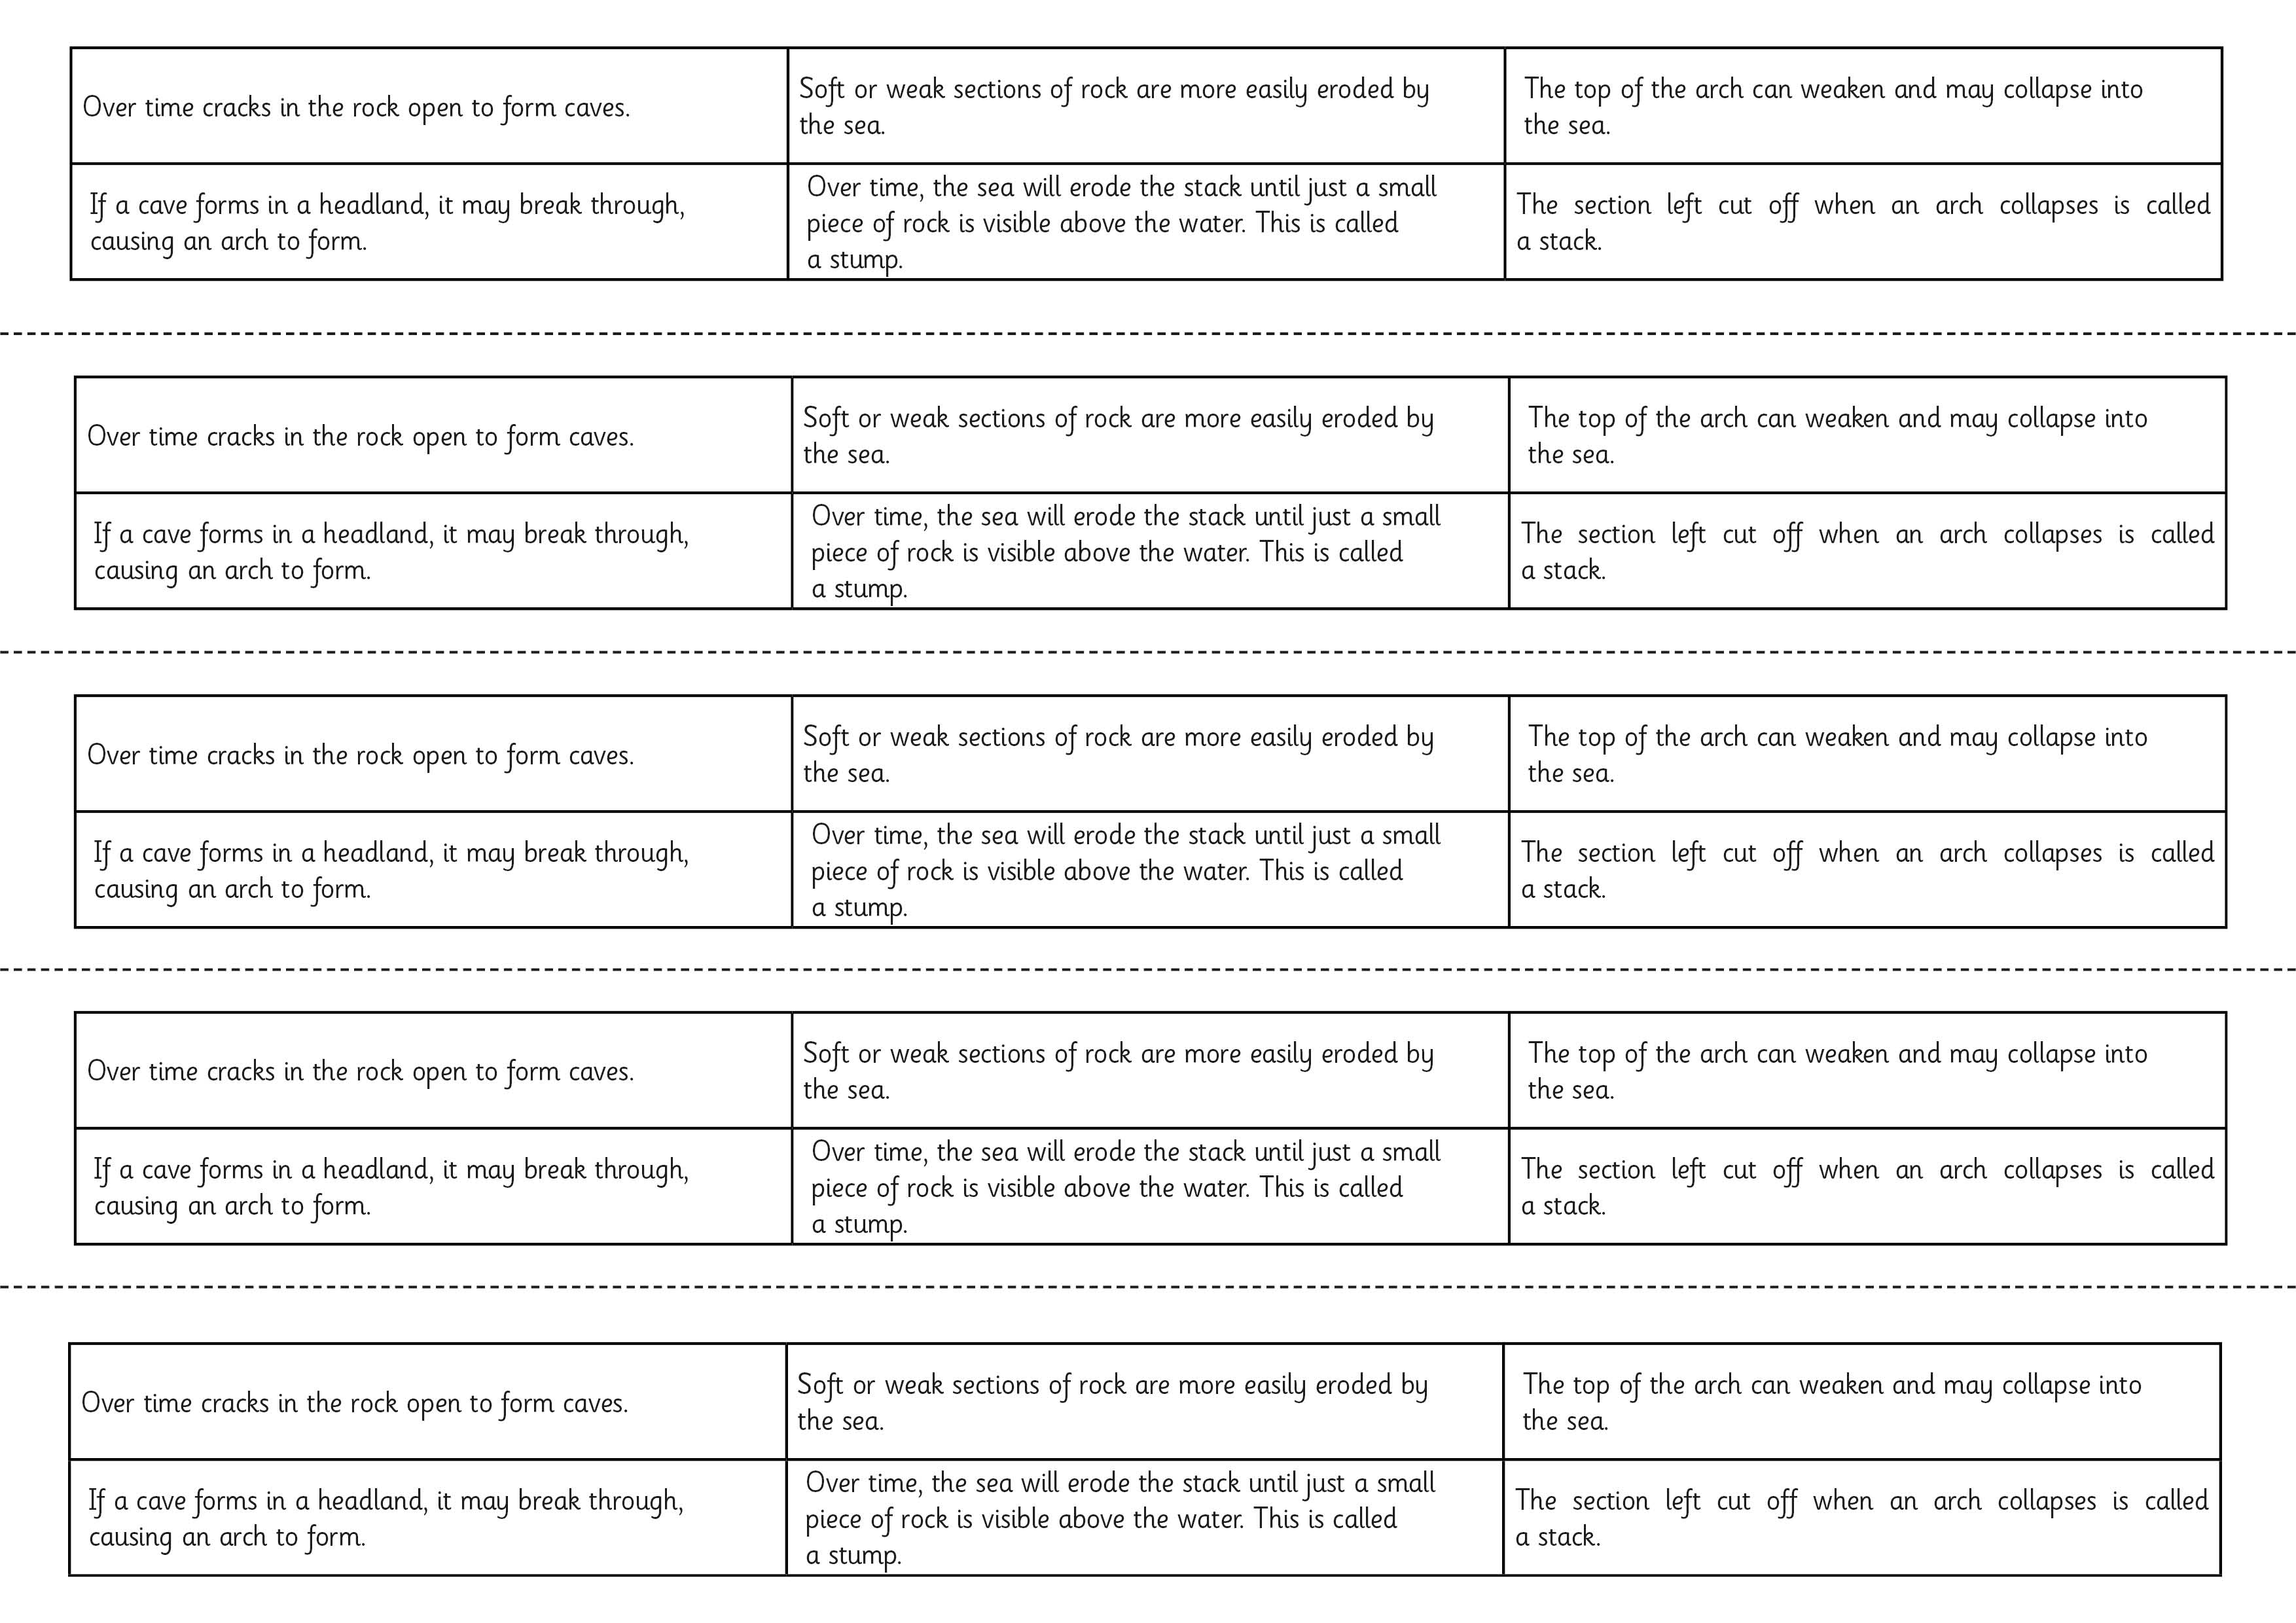 Over time cracks in the rock open to form caves.
Soft or weak sections of rock are more easily eroded by
the sea.
The top of the arch can weaken and may collapse into
the sea.
If a cave forms in a headland, it may break through,
causing an arch to form.
Over time, the sea will erode the stack until just a small
piece of rock is visible above the water. This is called
a stump.
The section left cut off when an arch collapses is called
a stack.
Over time cracks in the rock open to form caves.
Soft or weak sections of rock are more easily eroded by
the sea.
The top of the arch can weaken and may collapse into
the sea.
If a cave forms in a headland, it may break through,
causing an arch to form.
Over time, the sea will erode the stack until just a small
piece of rock is visible above the water. This is called
a stump.
The section left cut off when an arch collapses is called
a stack.
Over time cracks in the rock open to form caves.
Soft or weak sections of rock are more easily eroded by
the sea.
The top of the arch can weaken and may collapse into
the sea.
If a cave forms in a headland, it may break through,
causing an arch to form.
Over time, the sea will erode the stack until just a small
piece of rock is visible above the water. This is called
a stump.
The section left cut off when an arch collapses is called
a stack.
Over time cracks in the rock open to form caves.
Soft or weak sections of rock are more easily eroded by
the sea.
The top of the arch can weaken and may collapse into
the sea.
If a cave forms in a headland, it may break through,
causing an arch to form.
Over time, the sea will erode the stack until just a small
piece of rock is visible above the water. This is called
a stump.
The section left cut off when an arch collapses is called
a stack.
Over time cracks in the rock open to form caves.
Soft or weak sections of rock are more easily eroded by
the sea.
The top of the arch can weaken and may collapse into
the sea.
If a cave forms in a headland, it may break through,
causing an arch to form.
Over time, the sea will erode the stack until just a small
piece of rock is visible above the water. This is called
a stump.
The section left cut off when an arch collapses is called
a stack.